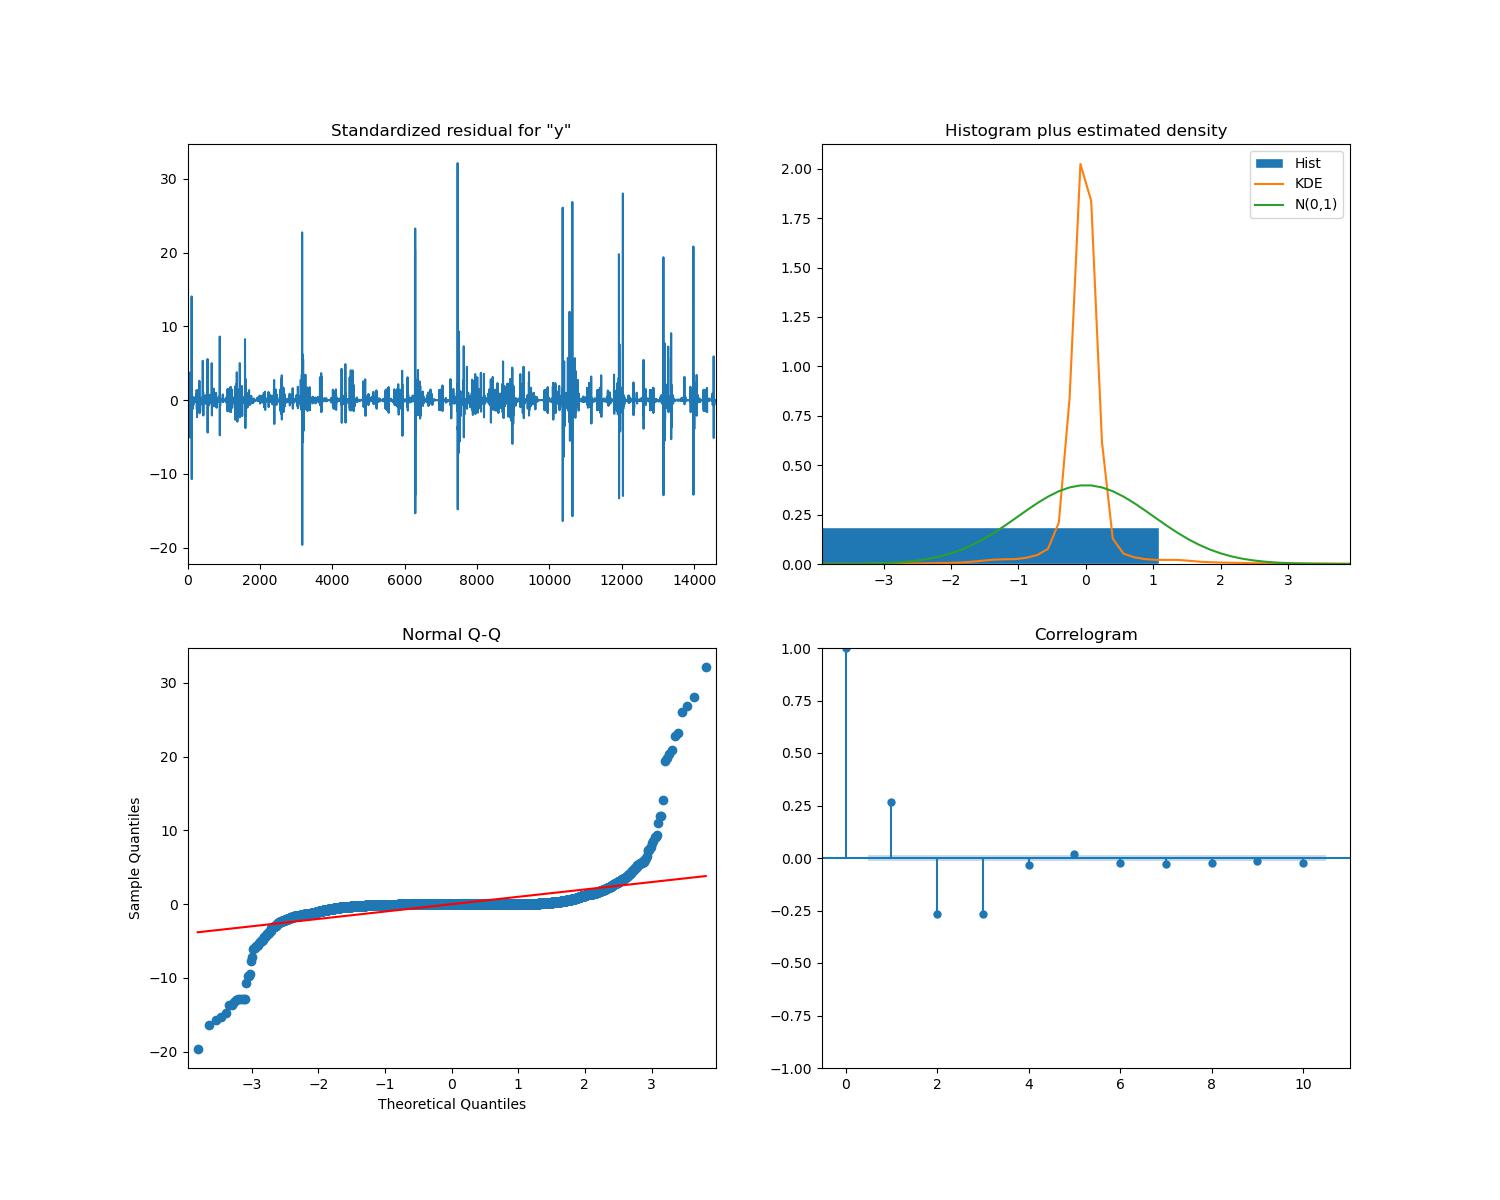 Standardized residual for "y"
30
20
10
0
−10
−20
0 2000 4000 6000 8000 10000 12000 14000
Histogram plus estimated density
2.00
1.75
1.50
1.25
1.00
0.75
0.50
0.25
0.00
Hist
KDE
N(0,1)
−3 −2 −1 0 1 2 3
Normal Q-Q
30
20
10
0
−10
−20
Sample Quantiles
−3 −2 −1 0 1 2 3
Theoretical Quantiles
Correlogram
1.00
0.75
0.50
0.25
0.00
−0.25
−0.50
−0.75
−1.00
0 2 4 6 8 10